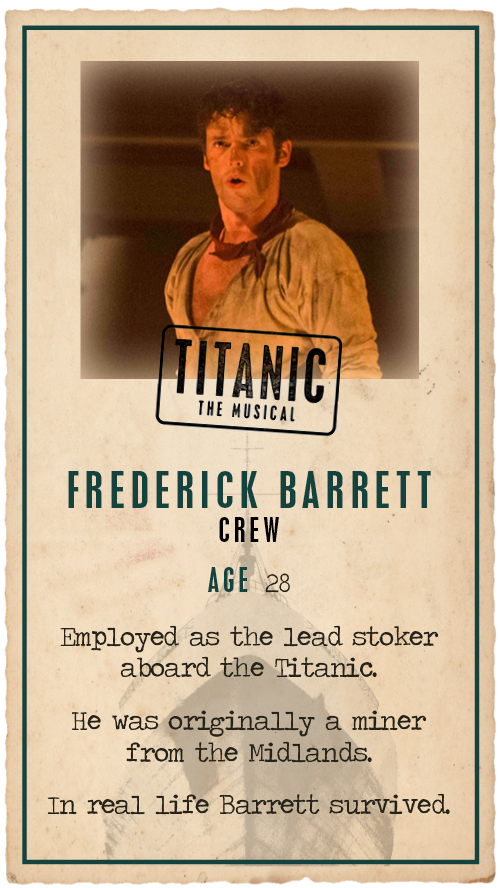 TITANIC
THE MUSICAL
FREDERICK BARRETT
CREW
AGE 28
Employed as the lead stoker
aboard the Titanic.
He was originally a miner
from the Midlands.
In real life Barrett survived.